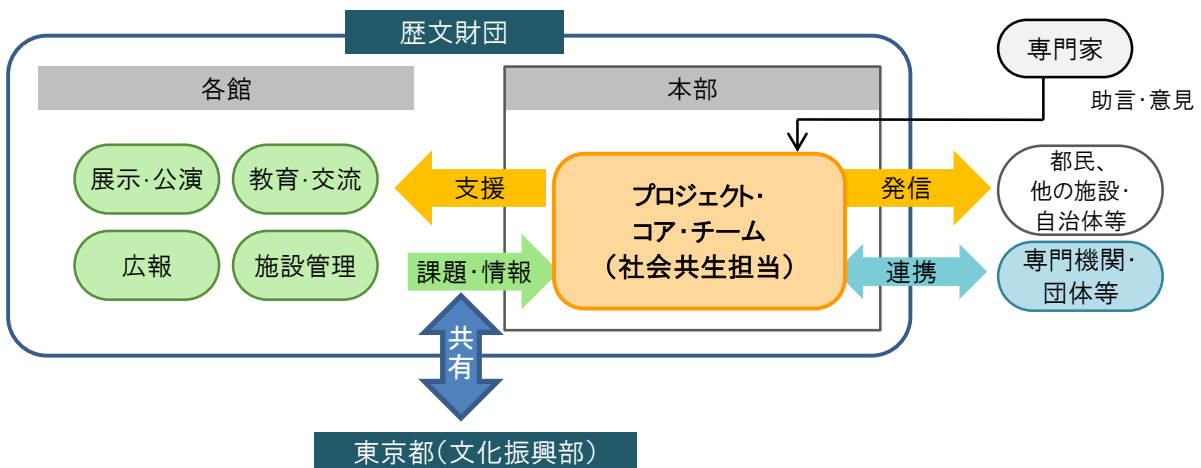 歴文財団
各館
本部
専門家
助言・意見
展示・公演
教育・交流
広報
施設管理
支援
課題・情報
プロジェクト・
コア・チーム
（社会共生担当）
発信
連携
都民、
他の施設・
自治体等
専門機関・
団体等
共有
東京都（文化振興部）